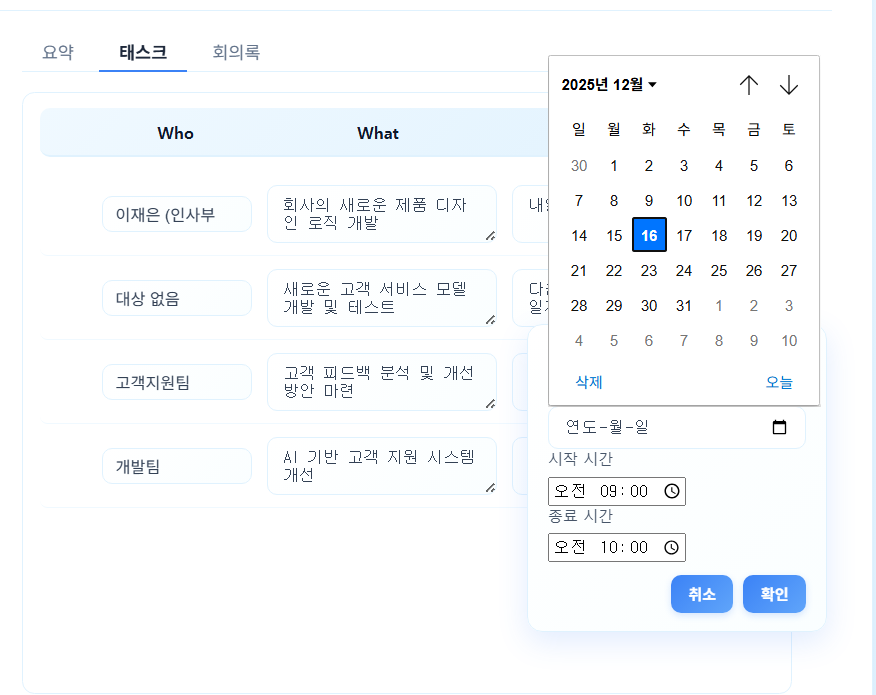 요약 태스크 회의록
2025년 12월
일 월 화 수 목 금 토
30 1 2 3 4 5 6
7 8 9 10 11 12 13
14 15 16 17 18 19 20
21 22 23 24 25 26 27
28 29 30 31 1 2 3
4 5 6 7 8 9 10
삭제 오늘
Who What
이재은 (인사부
회사의 새로운 제품 디자
인 로직 개발
대상 없음
새로운 고객 서비스 모델
개발 및 테스트
고객지원팀
고객 피드백 분석 및 개선
방안 마련
개발팀
AI 기반 고객 지원 시스템
개선
연도-월-일
시작 시간
오전 09:00
종료 시간
오전 10:00
취소 확인